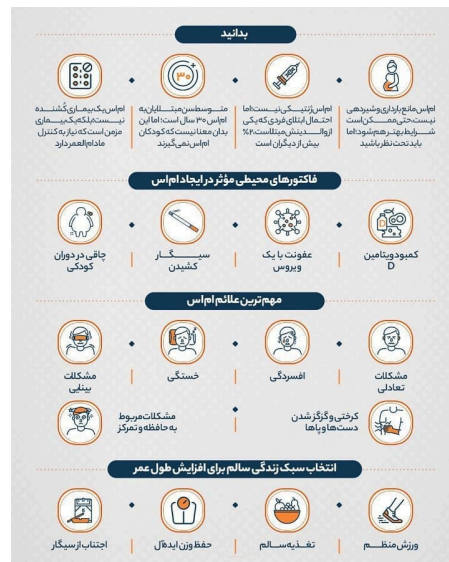 بدانید
ام‌اس مانع بارداری و شیردهی
نیست حتی ممکن است
شرایط بهتر هم شود؛ اما
باید تحت نظر باشید
ام‌اس ژنتیکی نیست؛ اما
احتمال ابتلای فردی که یکی
از والدینش مبتلاست، ۲٪
بیش از دیگران است
متوسط سن مبتلایان به
ام‌اس ۳۰ سال است؛ اما این
بدان معنا نیست که کودکان
ام‌اس نمی‌گیرند
۳۰
ام‌اس یک بیماری کُشنده
نیست بلکه یک بیماری
مزمن است که نیاز به کنترل
مادام‌العمر دارد
فاکتورهای محیطی مؤثر در ایجاد ام‌اس
کمبود ویتامین
D
عفونت با یک
ویروس
سیگار
کشیدن
چاقی در دوران
کودکی
مهم‌ترین علائم ام‌اس
مشکلات
تعادلی
افسردگی
خستگی
مشکلات
بینایی
کرختی و گزگز شدن
دست‌ها و پاها
مشکلات مربوط
به حافظه و تمرکز
انتخاب سبک زندگی سالم برای افزایش طول عمر
ورزش منظم
تغذیه سالم
حفظ وزن ایده‌آل
اجتناب از سیگار